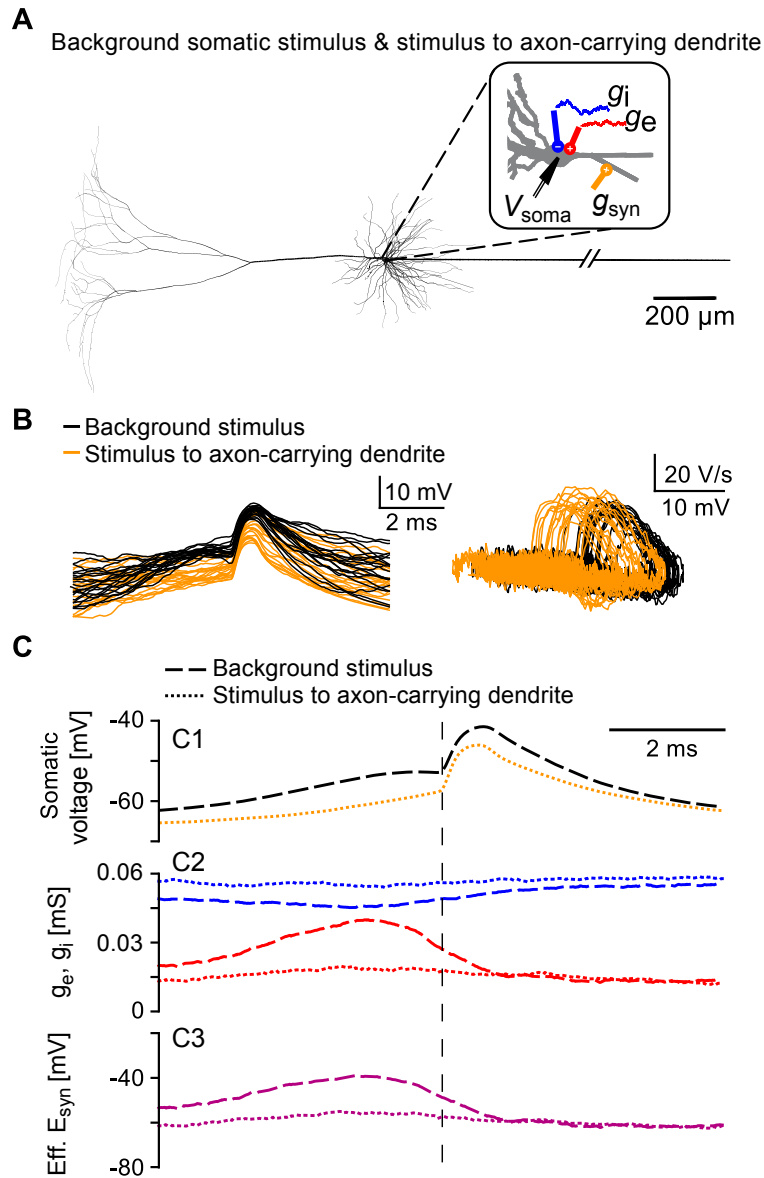 A
Background somatic stimulus & stimulus to axon-carrying dendrite
gi
ge
Vsoma
gsyn
200 µm
B
Background stimulus
Stimulus to axon-carrying dendrite
10 mV
2 ms
20 V/s
10 mV
C
Background stimulus
Stimulus to axon-carrying dendrite
Somatic
voltage [mV]
-40
-60
C1
2 ms
ge, gi [mS]
0.06
0.03
0
C2
Eff. Esyn [mV]
-40
-80
C3